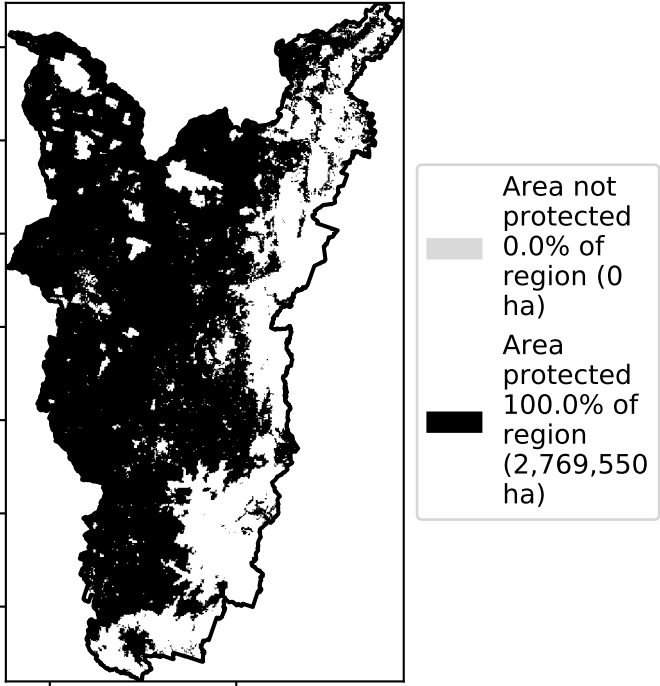 Area not
protected
0.0% of
region (0
ha)
Area
protected
100.0% of
region
(2,769,550
ha)